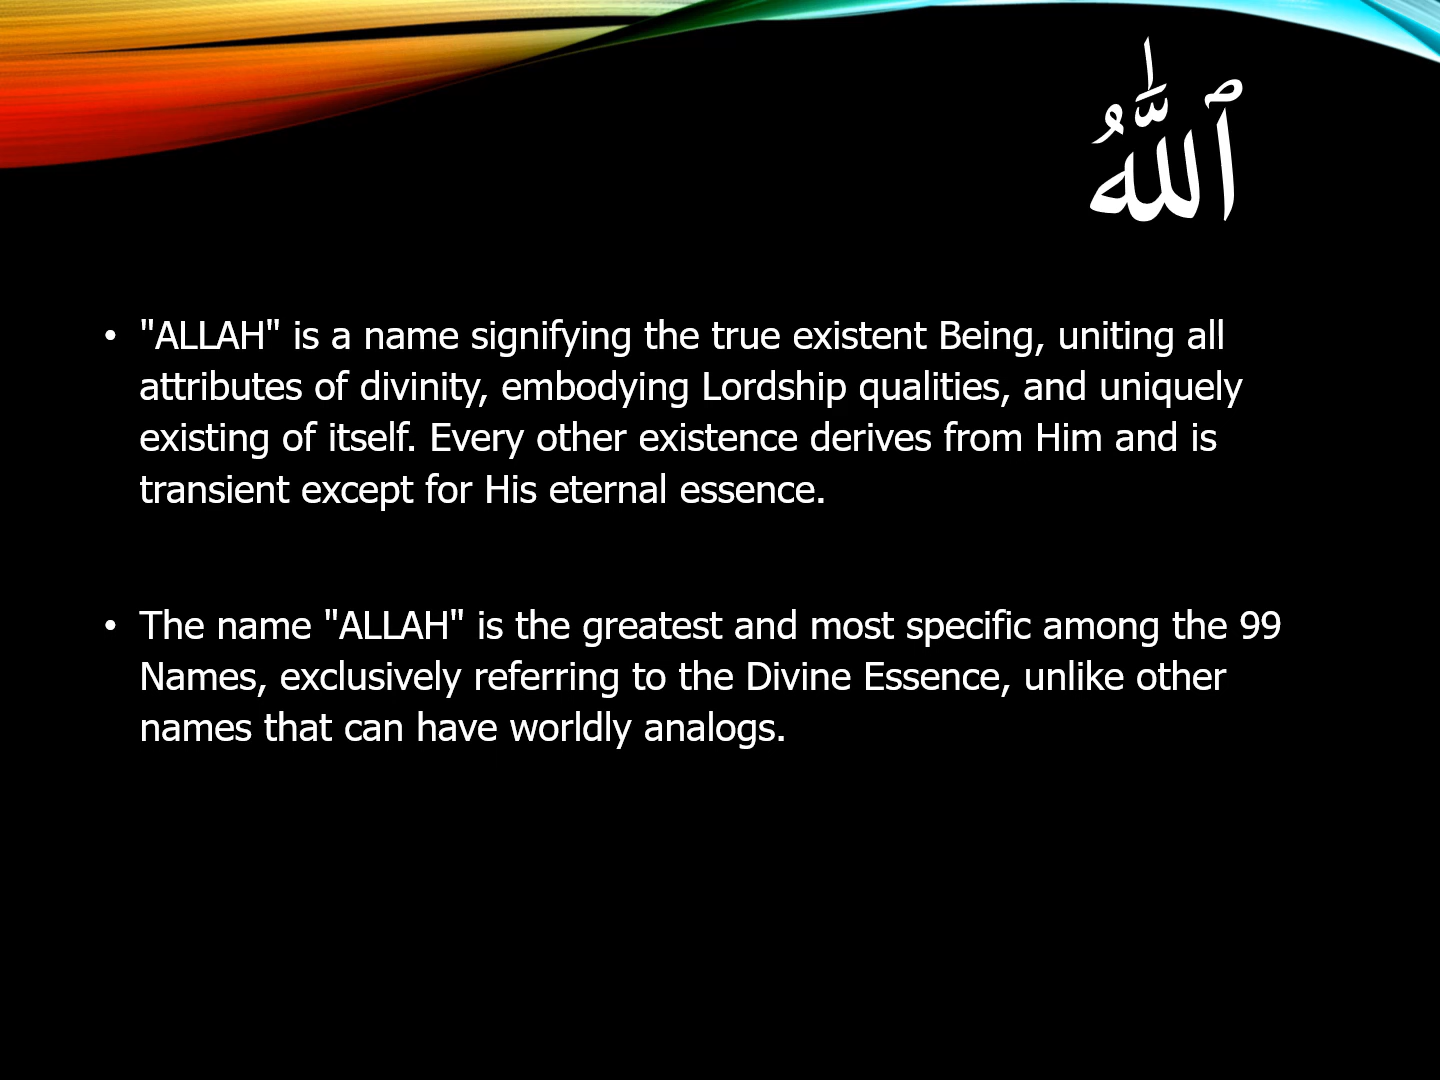 ٱللَّٰهُ
• "ALLAH" is a name signifying the true existent Being, uniting all
attributes of divinity, embodying Lordship qualities, and uniquely
existing of itself. Every other existence derives from Him and is
transient except for His eternal essence.
• The name "ALLAH" is the greatest and most specific among the 99
Names, exclusively referring to the Divine Essence, unlike other
names that can have worldly analogs.